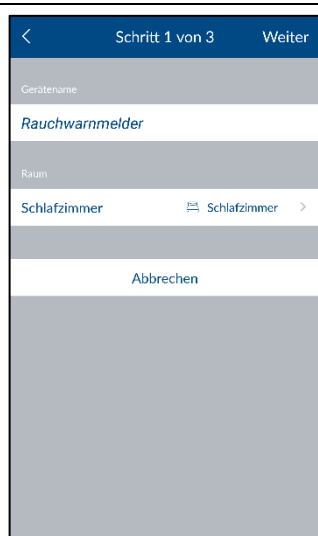 Schritt 1 von 3 Weiter
Gerätename
Rauchwarnmelder
Raum
Schlafzimmer Schlafzimmer
Abbrechen